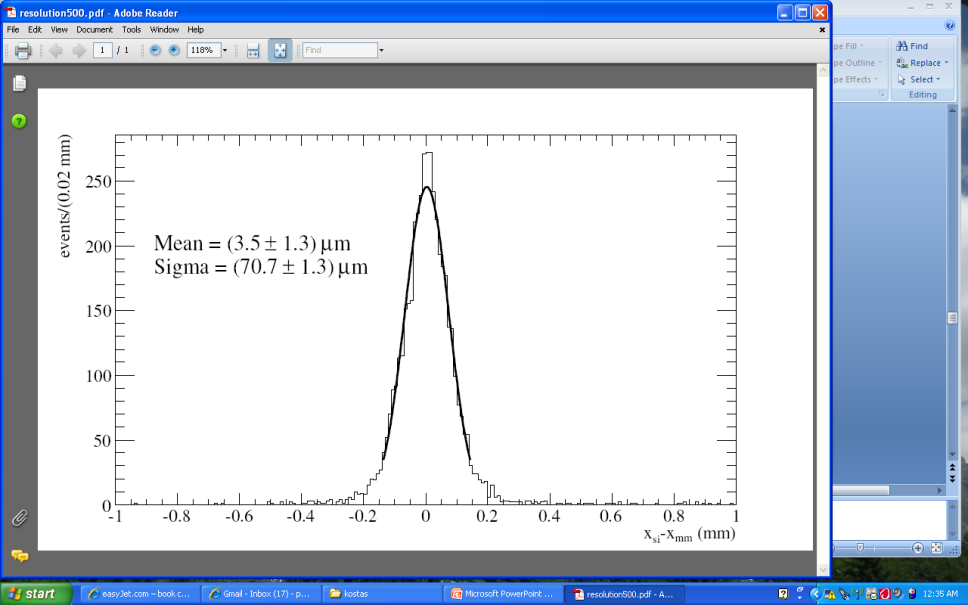 resolution500.pdf - Adobe Reader
File Edit View Document Tools Window Help
1 / 1 118% Find
Find
Replace
Select
Editing
pe Fill
pe Outline
pe Effects
events/(0.02 mm)
250
200
150
100
50
0
Mean = (3.5 ± 1.3) μm
Sigma = (70.7 ± 1.3) μm
-1 -0.8 -0.6 -0.4 -0.2 0 0.2 0.4 0.6 0.8 1
xsi-xmm (mm)
start easyJet.com – book c... Gmail - Inbox (17) - p... kostas Microsoft PowerPoint ... resolution500.pdf - A... 12:35 AM